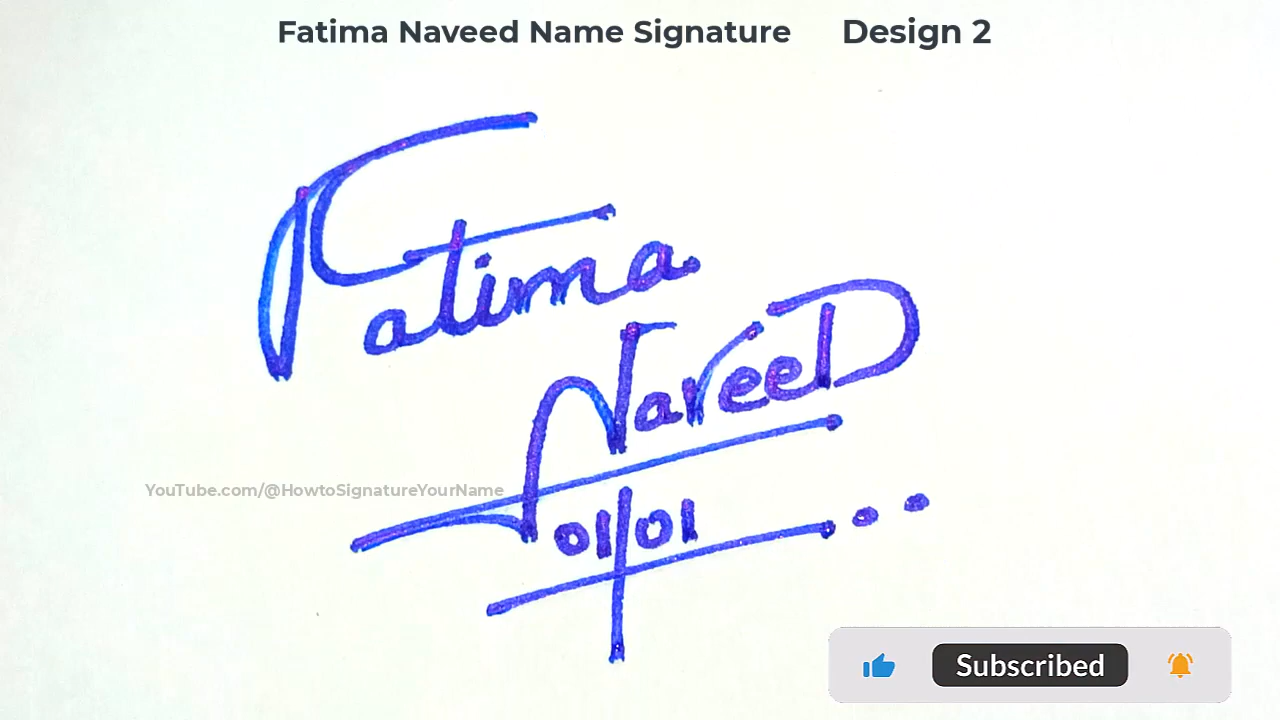 Fatima Naveed Name Signature Design 2
Fatima
NaveeD
YouTube.com/@HowtoSignatureYourName
01/01
Subscribed